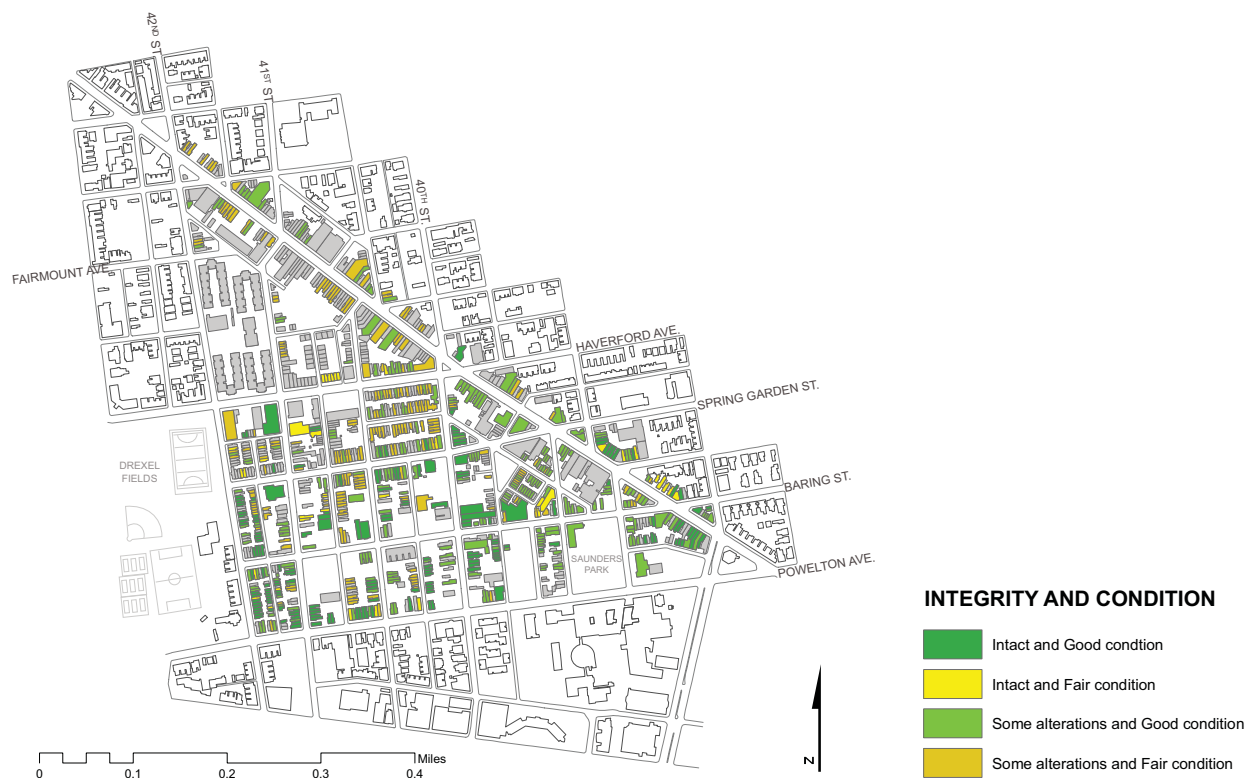 42ND ST.
41ST ST.
40TH ST.
FAIRMOUNT AVE.
HAVERFORD AVE.
SPRING GARDEN ST.
DREXEL
FIELDS
BARING ST.
SAUNDERS
PARK
POWELTON AVE.
INTEGRITY AND CONDITION
Intact and Good condtion
Intact and Fair condition
Some alterations and Good condition
Some alterations and Fair condition
N
Miles
0 0.1 0.2 0.3 0.4